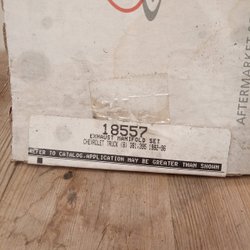 18557
EXHAUST MANIFOLD SET
CHEVROLET TRUCK (8) 381-395 1992-96
REFER TO CATALOG.APPLICATION MAY BE GREATER THAN SHOWN
AFTERMARKET